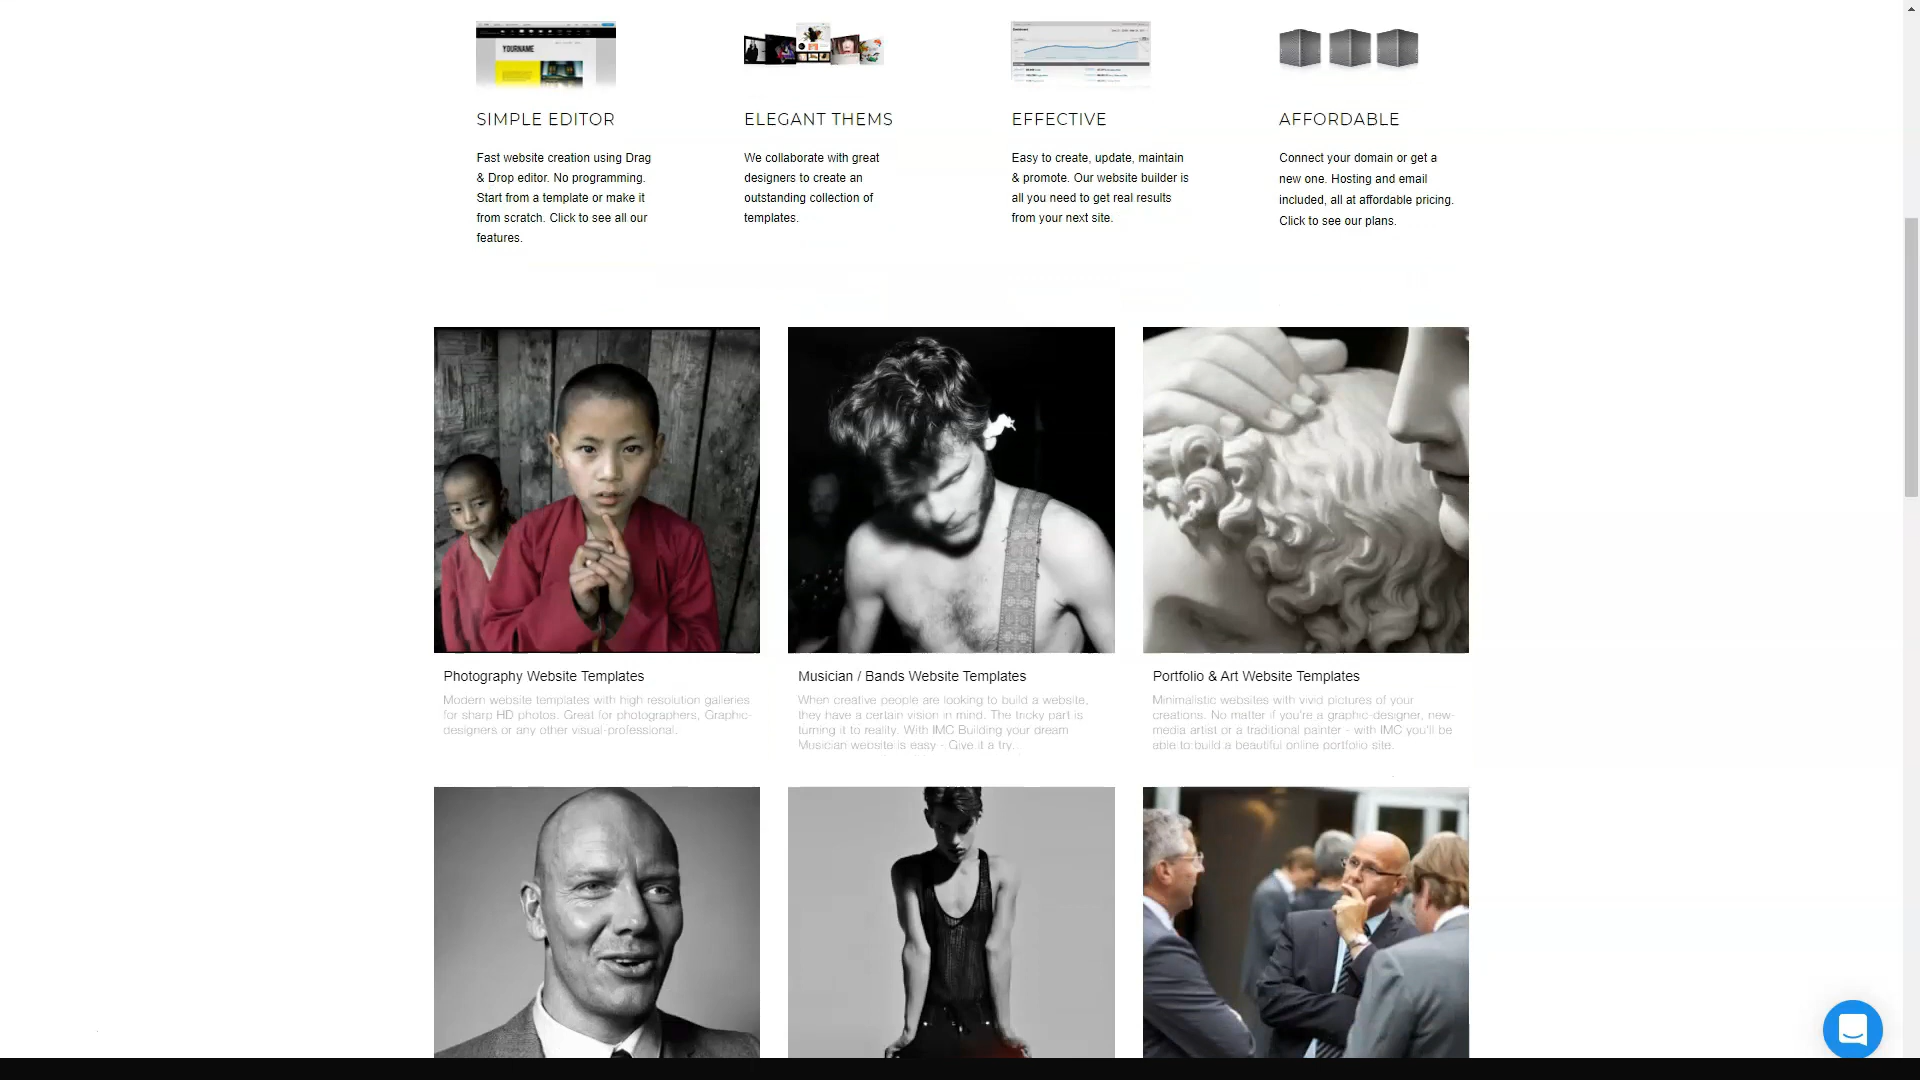 YOURNAME
SIMPLE EDITOR
Fast website creation using Drag
& Drop editor. No programming.
Start from a template or make it
from scratch. Click to see all our
features.
ELEGANT THEMS
We collaborate with great
designers to create an
outstanding collection of
templates.
EFFECTIVE
Easy to create, update, maintain
& promote. Our website builder is
all you need to get real results
from your next site.
AFFORDABLE
Connect your domain or get a
new one. Hosting and email
included, all at affordable pricing.
Click to see our plans.
Photography Website Templates
Modern website templates with high resolution galleries
for sharp HD photos. Great for photographers, Graphic-
designers or any other visual-professional.
Musician / Bands Website Templates
When creative people are looking to build a website,
they have a certain vision in mind. The tricky part is
turning it to reality. With IMC Building your dream
Musician website is easy - Give it a try...
Portfolio & Art Website Templates
Minimalistic websites with vivid pictures of your
creations. No matter if you're a graphic-designer, new-
media artist or a traditional painter - with IMC you'll be
able to build a beautiful online portfolio site.